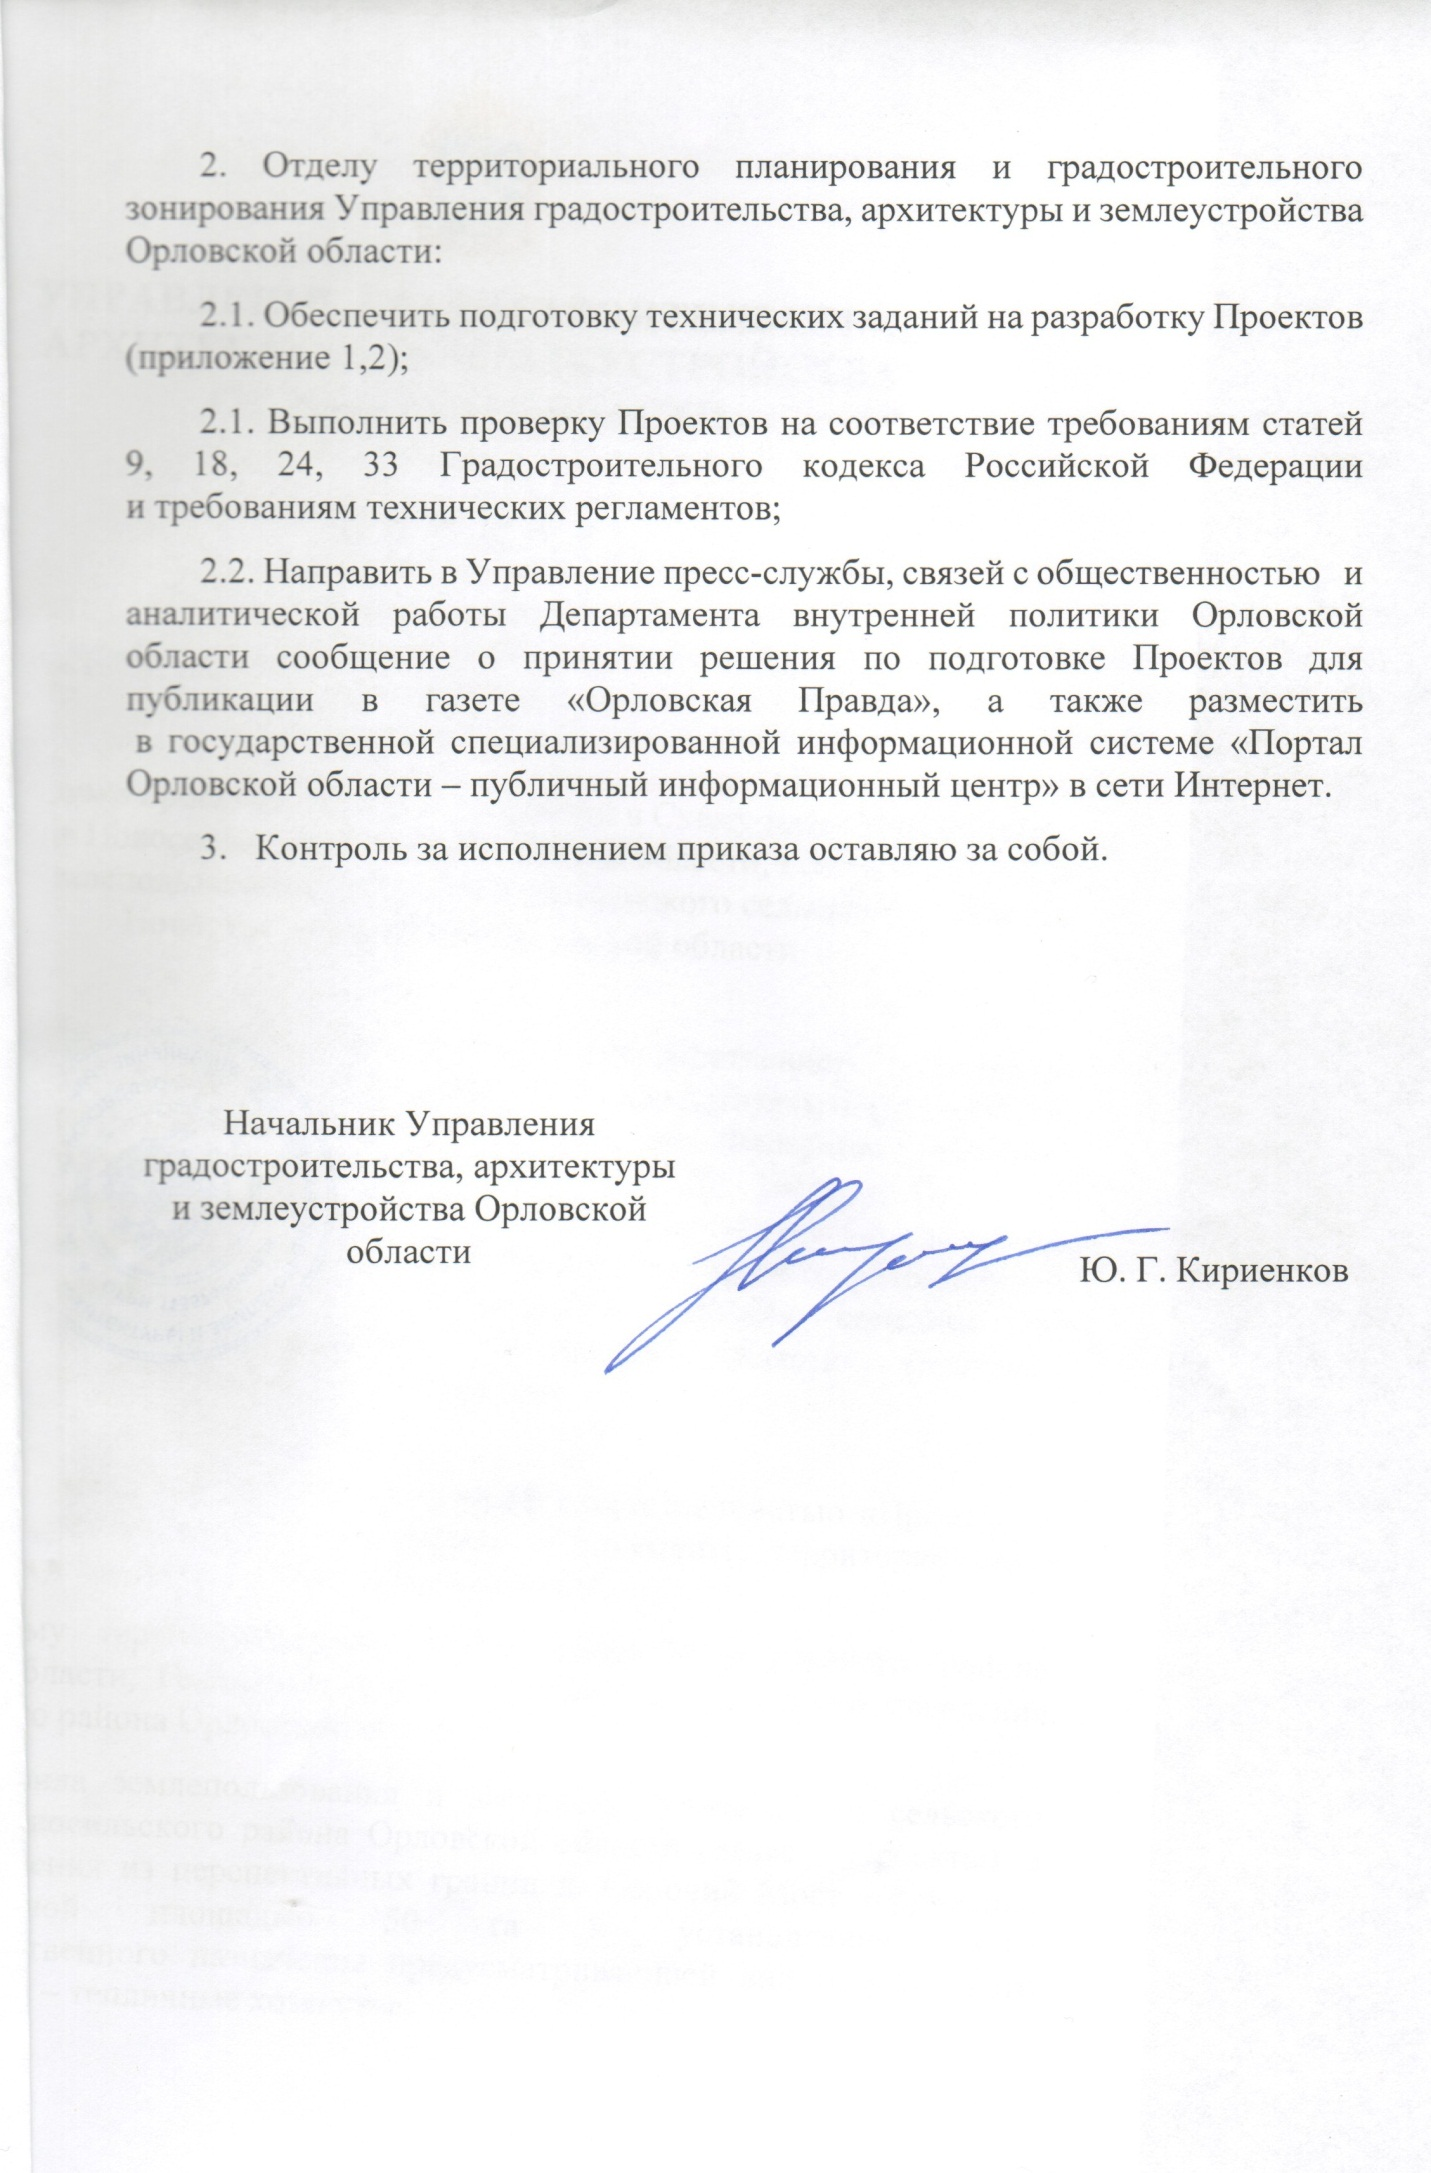 2. Отделу территориального планирования и градостроительного
зонирования Управления градостроительства, архитектуры и землеустройства
Орловской области:
2.1. Обеспечить подготовку технических заданий на разработку Проектов
(приложение 1,2);
2.1. Выполнить проверку Проектов на соответствие требованиям статей
9, 18, 24, 33 Градостроительного кодекса Российской Федерации
и требованиям технических регламентов;
2.2. Направить в Управление пресс-службы, связей с общественностью и
аналитической работы Департамента внутренней политики Орловской
области сообщение о принятии решения по подготовке Проектов для
публикации в газете «Орловская Правда», а также разместить
в государственной специализированной информационной системе «Портал
Орловской области – публичный информационный центр» в сети Интернет.
3. Контроль за исполнением приказа оставляю за собой.
Начальник Управления
градостроительства, архитектуры
и землеустройства Орловской
области
Ю. Г. Кириенков